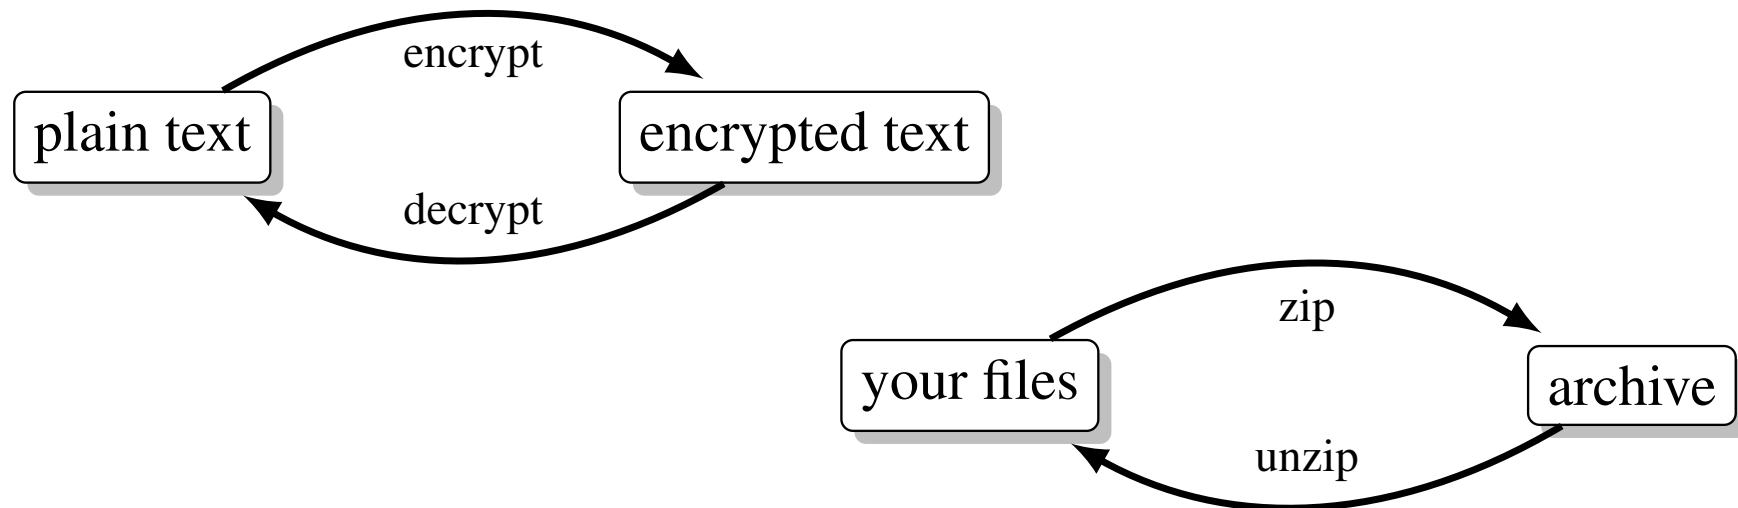 encrypt
plain text
encrypted text
decrypt
zip
your files
archive
unzip